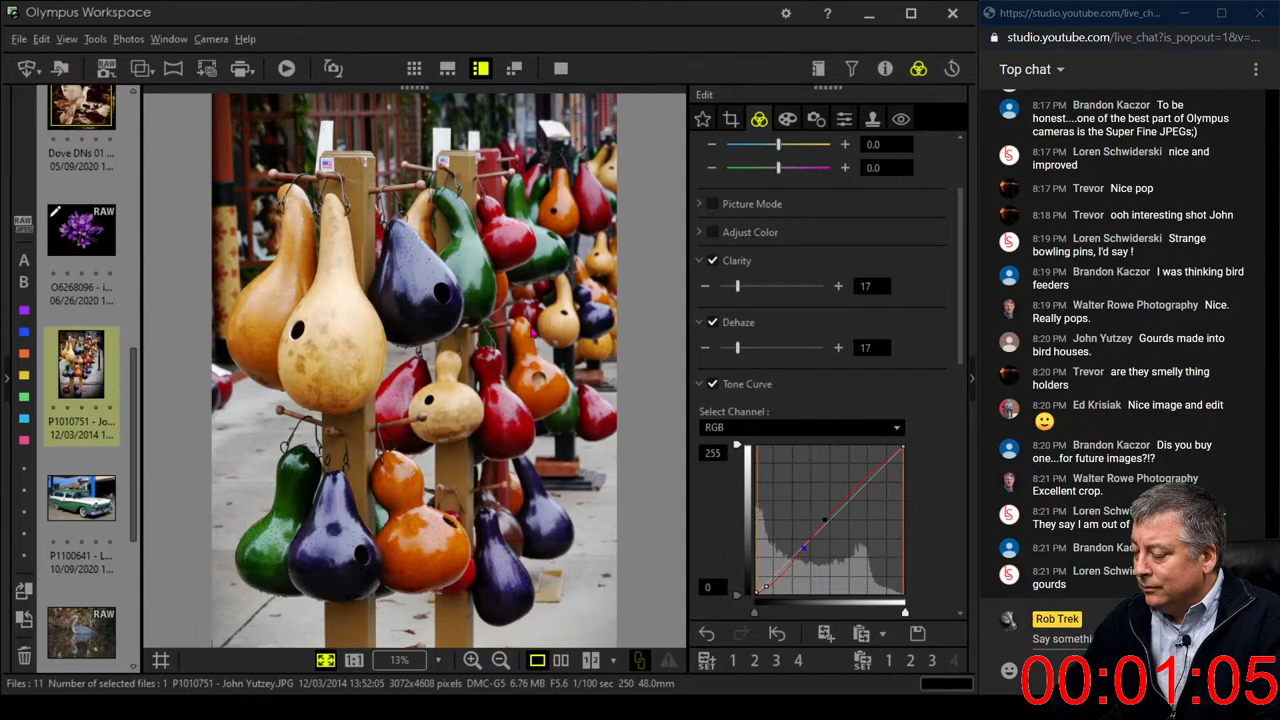 Olympus Workspace
File Edit View Tools Photos Window Camera Help
RAW
Dove DNs 01 ...
05/09/2020 1...
RAW
O6268096 - i...
06/26/2020 1...
P1010751 - Jo...
12/03/2014 1...
P1100641 - L...
10/09/2020 1...
RAW
RAW
JPEG
A
B
13%
1:1
Files : 11 Number of selected files : 1 P1010751 - John Yutzey.JPG 12/03/2014 13:52:05 3072x4608 pixels DMC-G5 6.76 MB F5.6 1/100 sec 250 48.0mm
Edit
0.0
0.0
Picture Mode
Adjust Color
Clarity
17
Dehaze
17
Tone Curve
Select Channel :
RGB
255
0
1 2 3 4 1 2 3 4
https://studio.youtube.com/live_ch...
studio.youtube.com/live_chat?is_popout=1&v=...
Top chat
8:17 PM Brandon Kaczor To be
honest....one of the best part of Olympus
cameras is the Super Fine JPEGs;)
8:17 PM Loren Schwiderski nice and
improved
8:17 PM Trevor Nice pop
8:18 PM Trevor ooh interesting shot John
8:19 PM Loren Schwiderski Strange
bowling pins, I'd say !
8:19 PM Brandon Kaczor I was thinking bird
feeders
8:19 PM Walter Rowe Photography Nice.
Really pops.
8:20 PM John Yutzey Gourds made into
bird houses.
8:20 PM Trevor are they smelly thing
holders
8:20 PM Ed Krisiak Nice image and edit
8:20 PM Brandon Kaczor Dis you buy
one...for future images?!?
8:21 PM Walter Rowe Photography
Excellent crop.
8:21 PM Loren Schwiderski
They say I am out of
8:21 PM Brandon Kac
8:21 PM Loren Schwi
gourds
Rob Trek
Say somethi
00:01:05